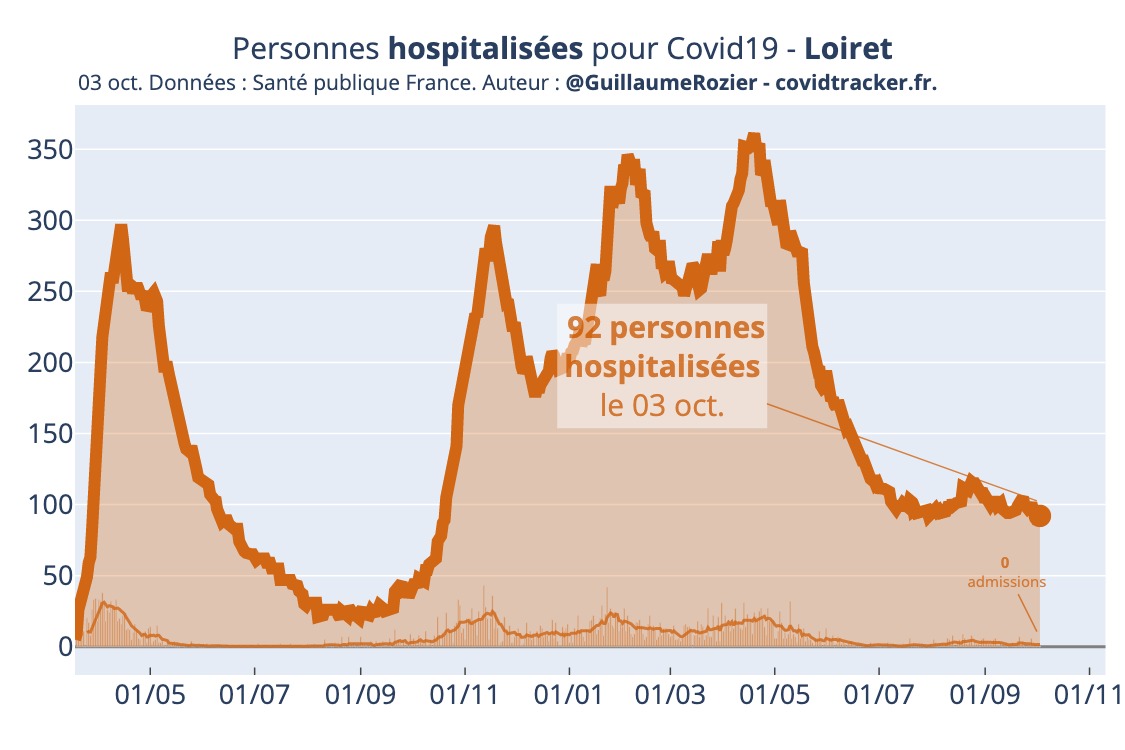 Personnes hospitalisées pour Covid19 - Loiret
03 oct. Données : Santé publique France. Auteur : @GuillaumeRozier - covidtracker.fr.
350
300
250
200
150
100
50
0
92 personnes
hospitalisées
le 03 oct.
0
admissions
01/05 01/07 01/09 01/11 01/01 01/03 01/05 01/07 01/09 01/11